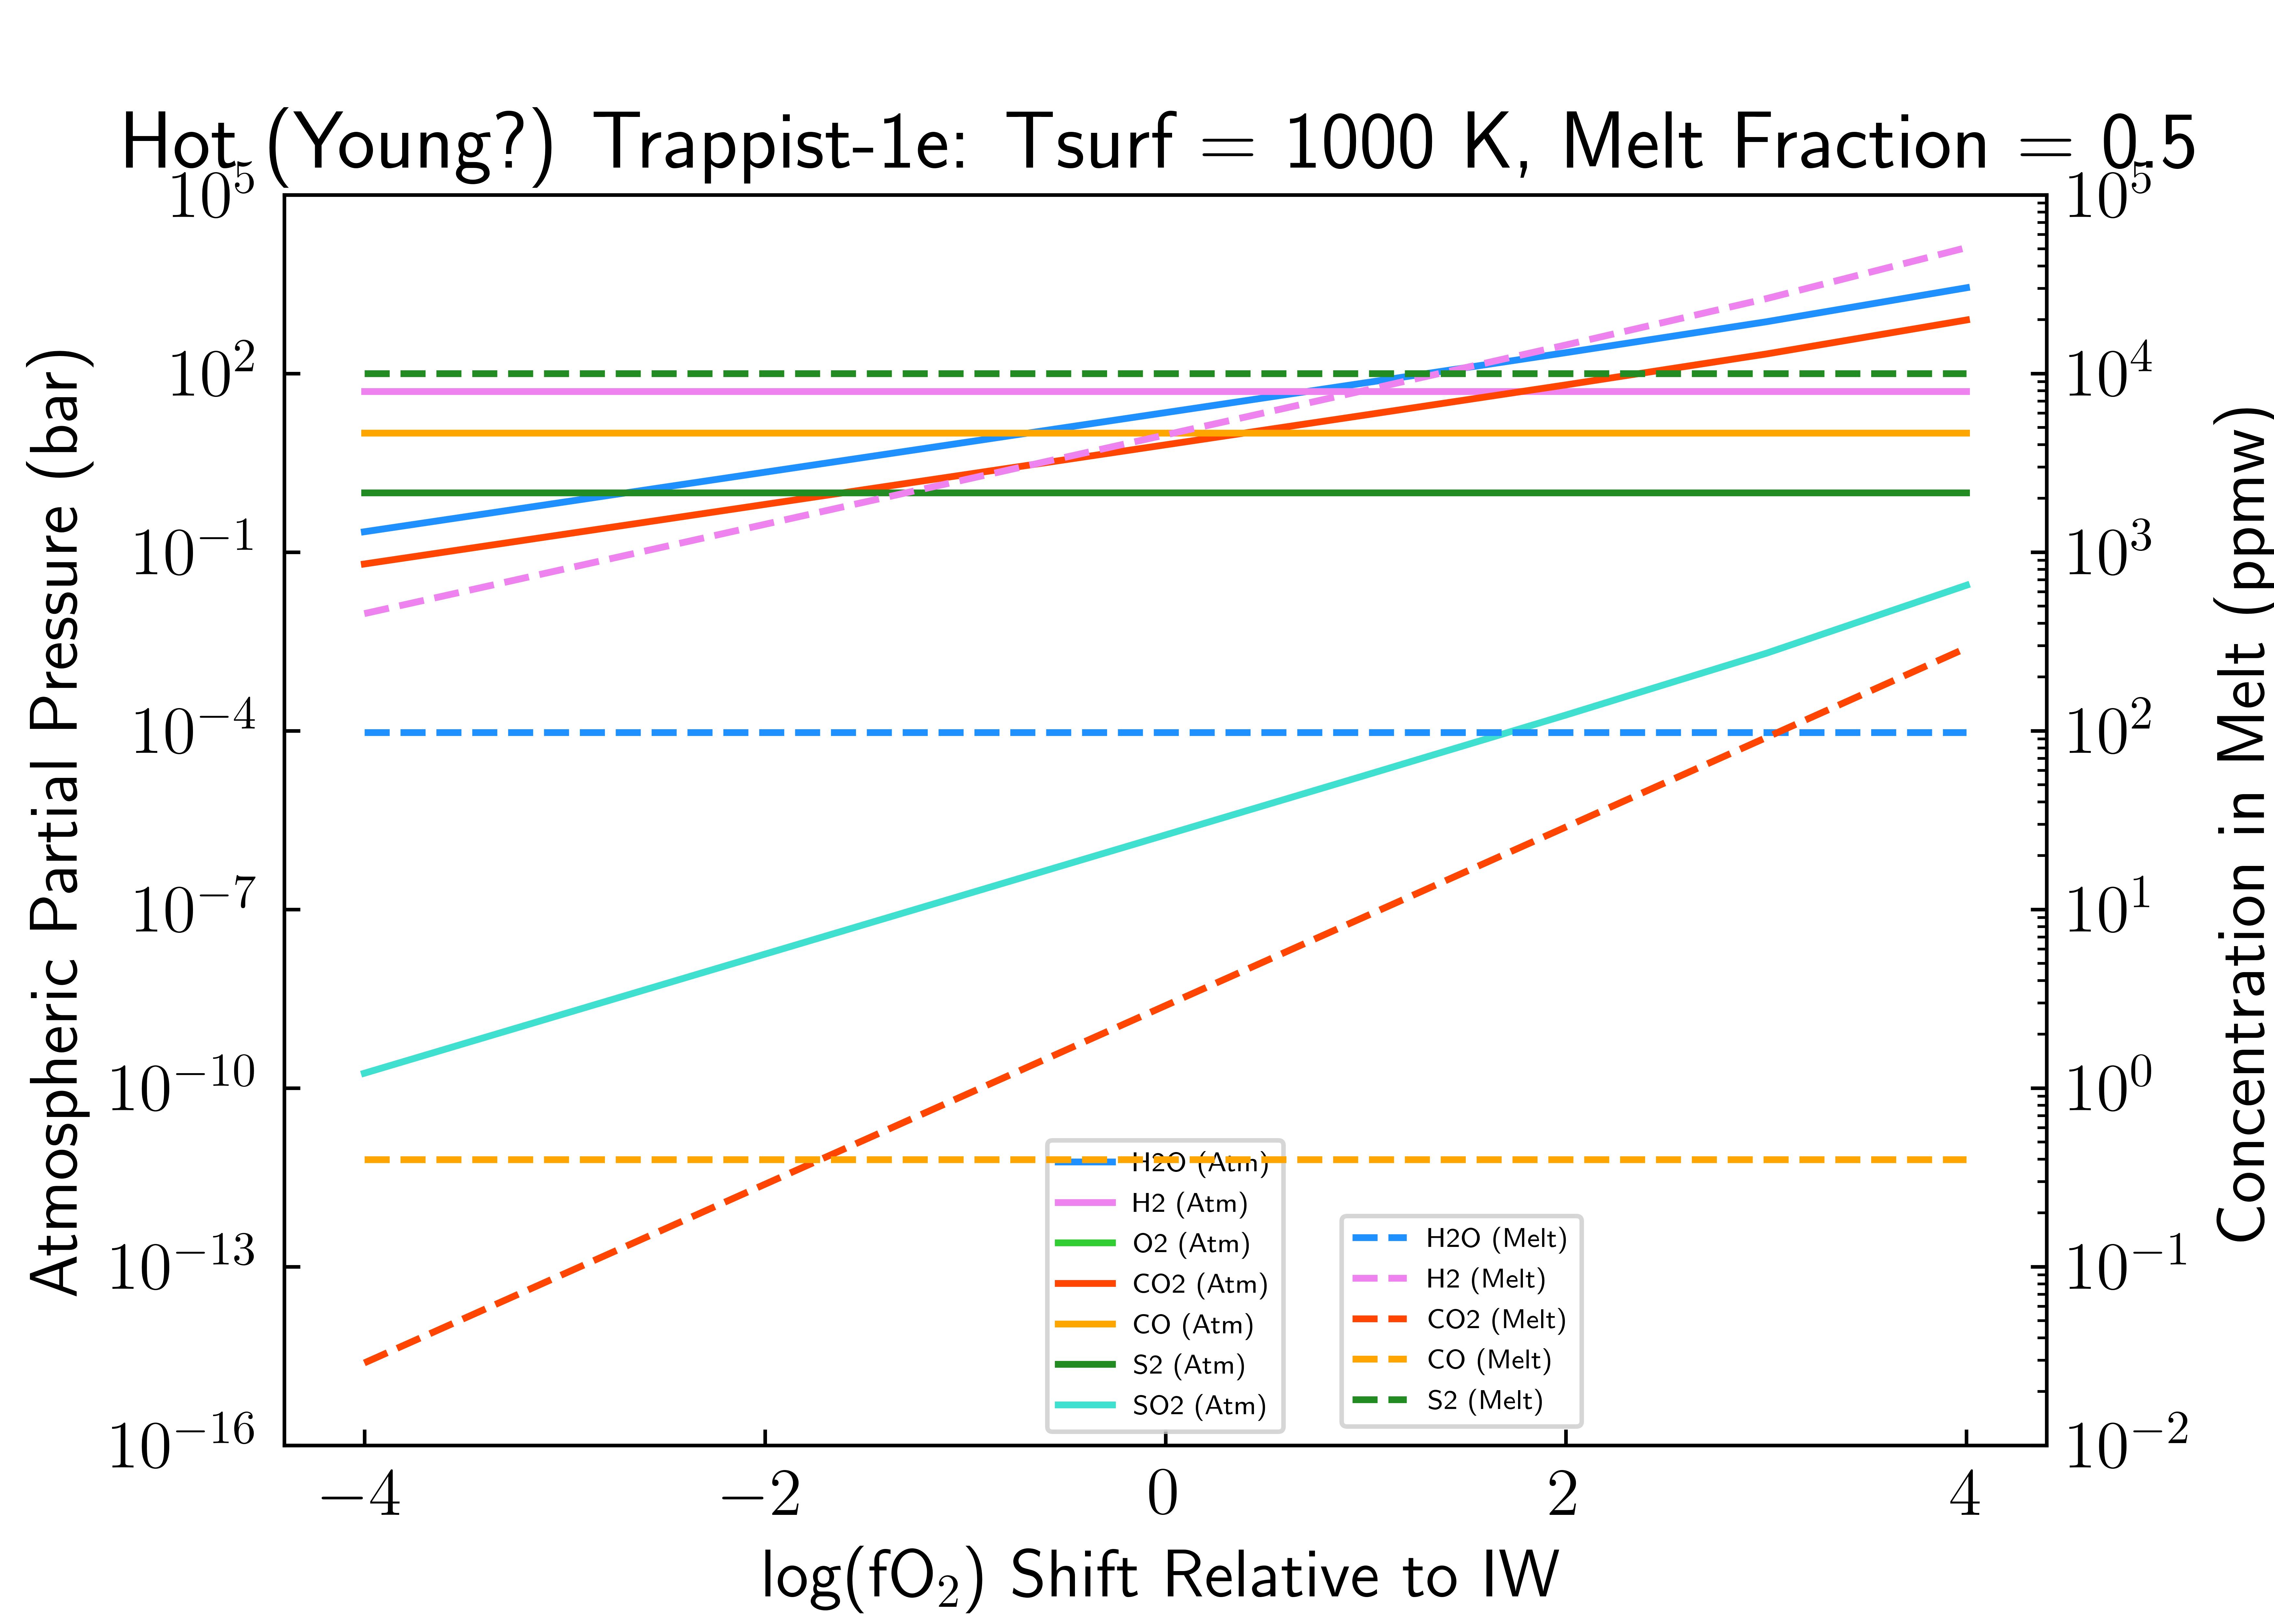 Hot (Young?) Trappist-1e: Tsurf = 1000 K, Melt Fraction = 0.5
Atmospheric Partial Pressure (bar)
10^5
10^2
10^−1
10^−4
10^−7
10^−10
10^−13
10^−16
H2O (Atm)
H2 (Atm)
O2 (Atm)
CO2 (Atm)
CO (Atm)
S2 (Atm)
SO2 (Atm)
H2O (Melt)
H2 (Melt)
CO2 (Melt)
CO (Melt)
S2 (Melt)
10^5
10^4
10^3
10^2
10^1
10^0
10^−1
10^−2
Concentration in Melt (ppmw)
−4 −2 0 2 4
log(fO₂) Shift Relative to IW